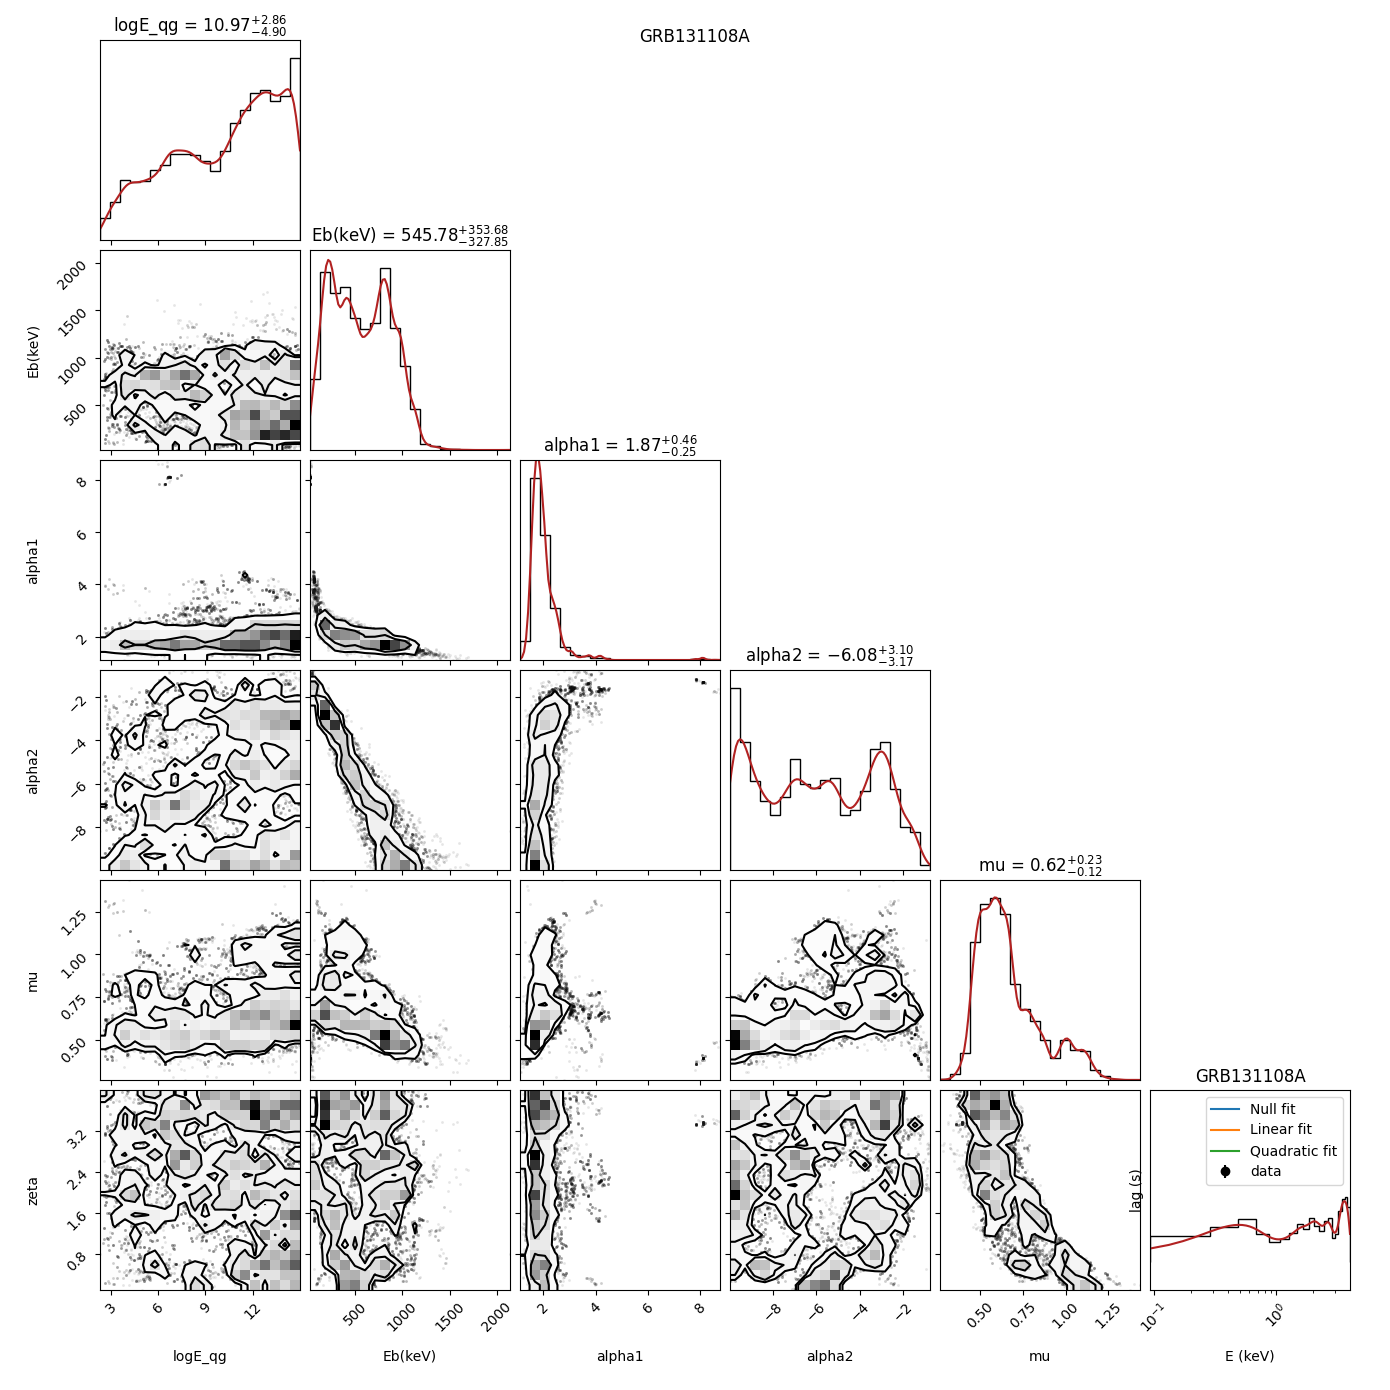 GRB131108A
logE_qg = 10.97+2.86 −4.90
Eb(keV) = 545.78+353.68 −327.85
2000
1500
1000
500
Eb(keV)
alpha1 = 1.87+0.46 −0.25
8
6
4
2
alpha1
alpha2 = −6.08+3.10 −3.17
−2
−4
−6
−8
alpha2
mu = 0.62+0.23 −0.12
1.25
1.00
0.75
0.50
mu
GRB131108A
Null fit
Linear fit
Quadratic fit
data
lag (s)
3.2
2.4
1.6
0.8
zeta
3 6 9 12
500 1000 1500 2000
2 4 6 8
−8 −6 −4 −2
0.50 0.75 1.00 1.25
10−1 100
logE_qg
Eb(keV)
alpha1
alpha2
mu
E (keV)